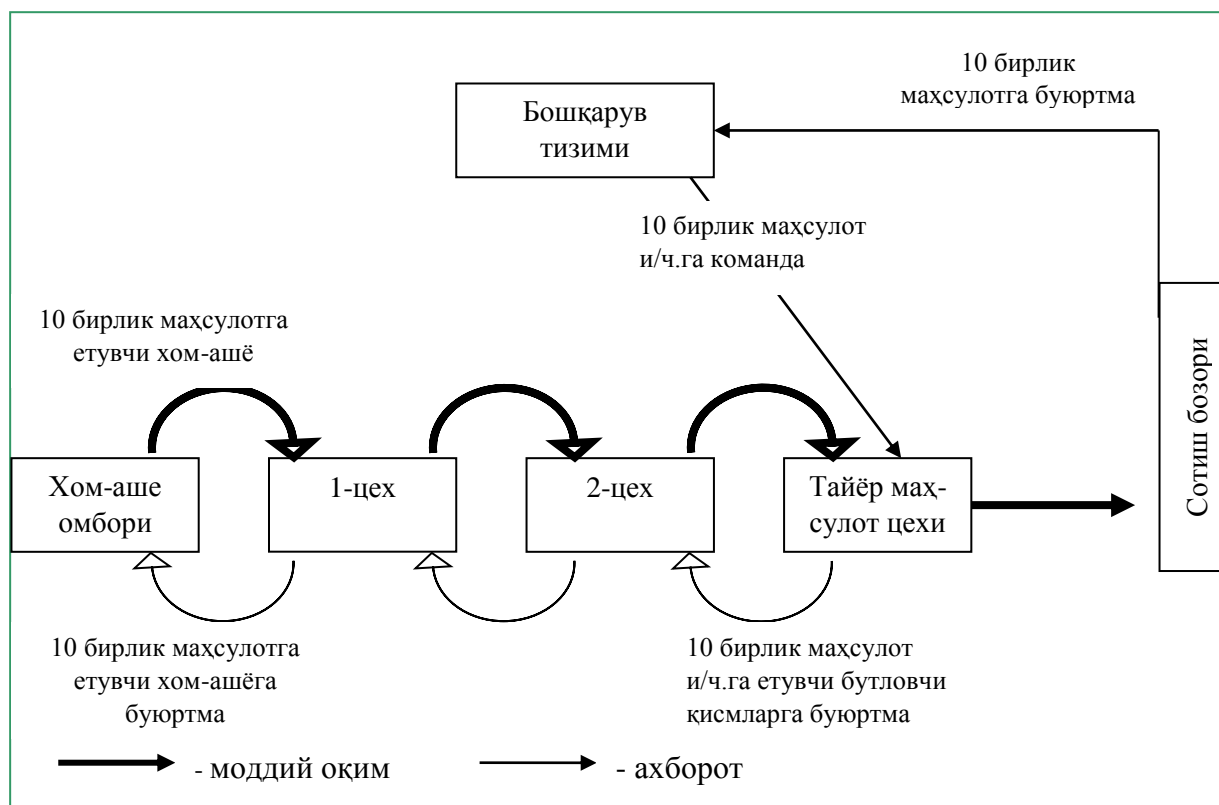 10 бирлик
маҳсулотга буюртма
Бошқарув
тизими
10 бирлик маҳсулот
и/ч.га команда
10 бирлик маҳсулотга
етувчи хом-ашё
Сотиш бозори
Хом-аше
омбори
1-цех
2-цех
Тайёр маҳ-
сулот цехи
10 бирлик маҳсулотга
етувчи хом-ашёга
буюртма
10 бирлик маҳсулот
и/ч.га етувчи бутловчи
қисмларга буюртма
- моддий оқим
- ахборот